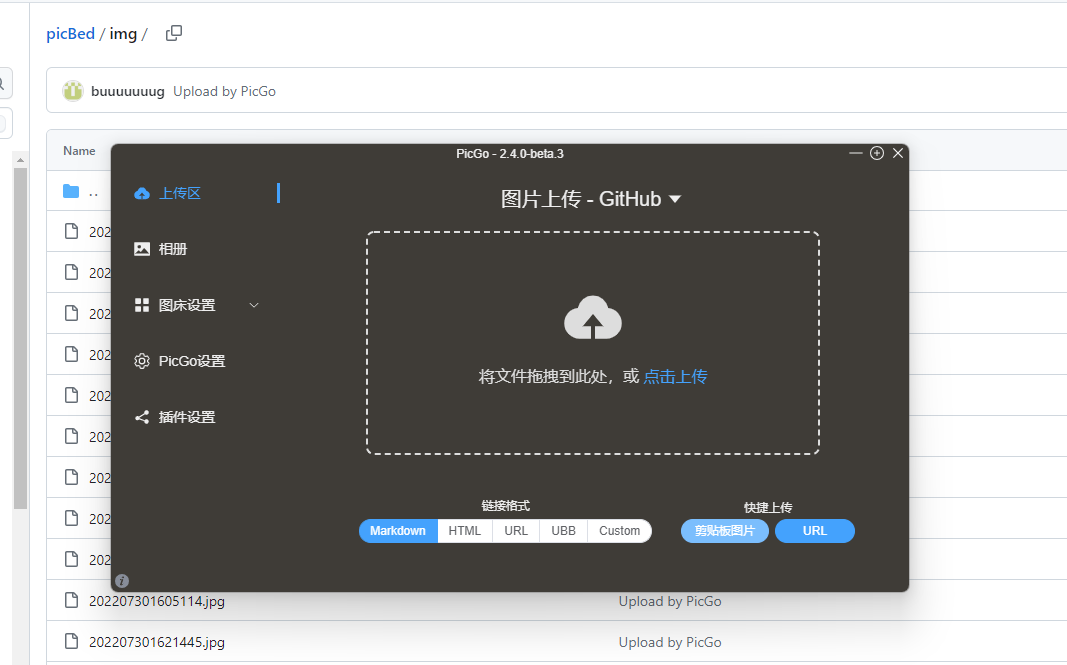 picBed / img /
buuuuuuug Upload by PicGo
Name
..
202
202
202
202
202
202
202
202
202
202207301605114.jpg Upload by PicGo
202207301621445.jpg Upload by PicGo
PicGo - 2.4.0-beta.3
上传区
相册
图床设置
PicGo设置
插件设置
图片上传 - GitHub
将文件拖拽到此处，或 点击上传
链接格式
Markdown HTML URL UBB Custom
快捷上传
剪贴板图片 URL
i